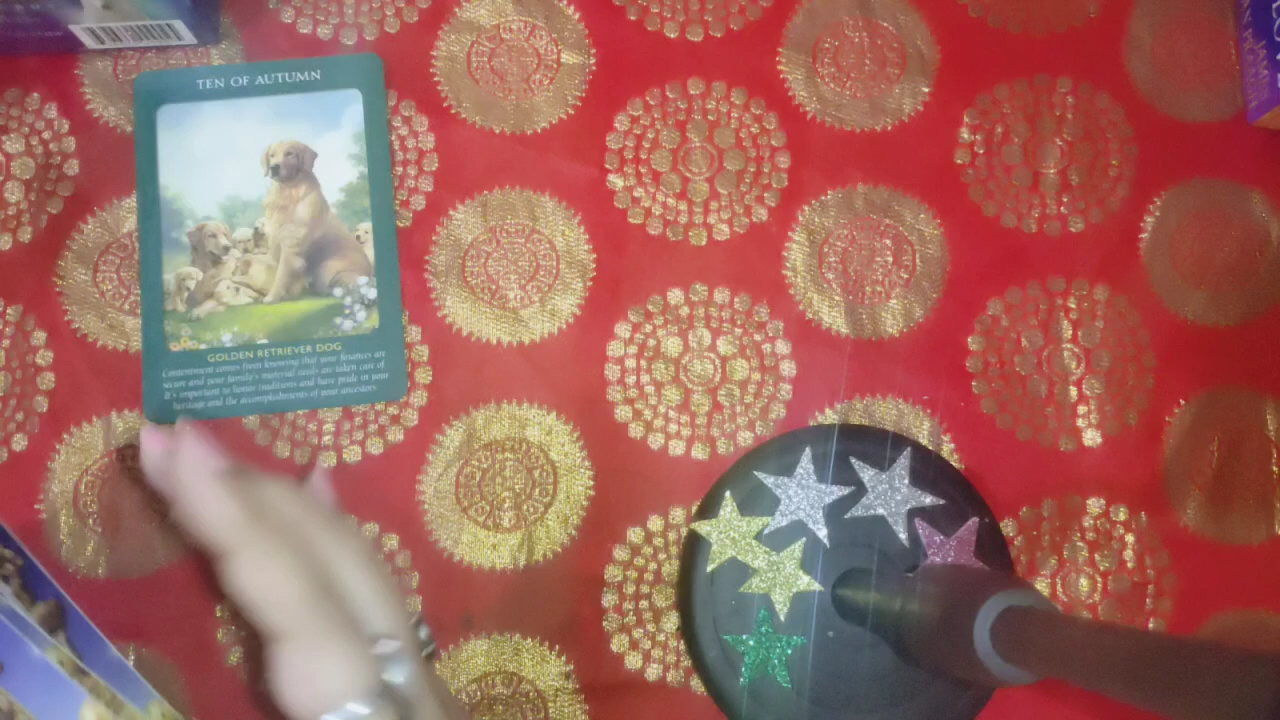 TEN OF AUTUMN
GOLDEN RETRIEVER DOG
Contentment comes from knowing that your finances are
secure and your family's material needs are taken care of.
It's important to honor traditions and have pride in your
heritage and the accomplishments of your ancestors.